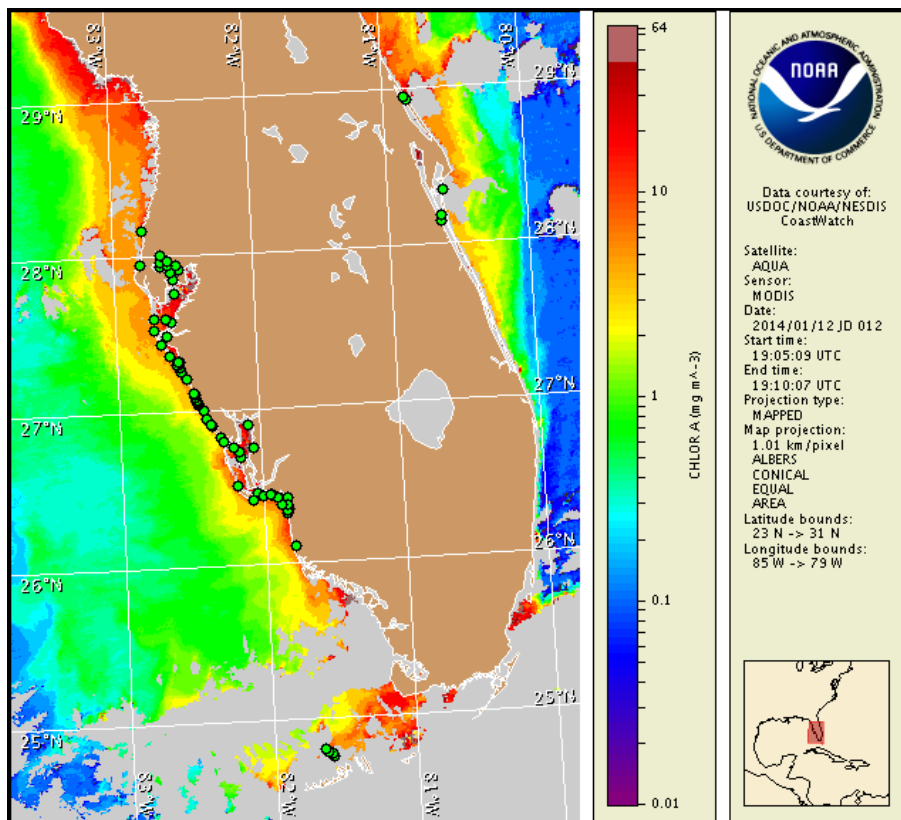 83°W
82°W
81°W
80°W
29°N
29°N
28°N
28°N
27°N
27°N
26°N
26°N
25°N
25°N
83°W
82°W
81°W
64
10
1
0.1
0.01
CHLOR A (mg m^-3)
NATIONAL OCEANIC AND ATMOSPHERIC ADMINISTRATION
NOAA
U.S. DEPARTMENT OF COMMERCE
Data courtesy of:
USDOC/NOAA/NESDIS
CoastWatch
Satellite:
AQUA
Sensor:
MODIS
Date:
2014/01/12 JD 012
Start time:
19:05:09 UTC
End time:
19:10:07 UTC
Projection type:
MAPPED
Map projection:
1.01 km/pixel
ALBERS
CONICAL
EQUAL
AREA
Latitude bounds:
23 N -> 31 N
Longitude bounds:
85 W -> 79 W